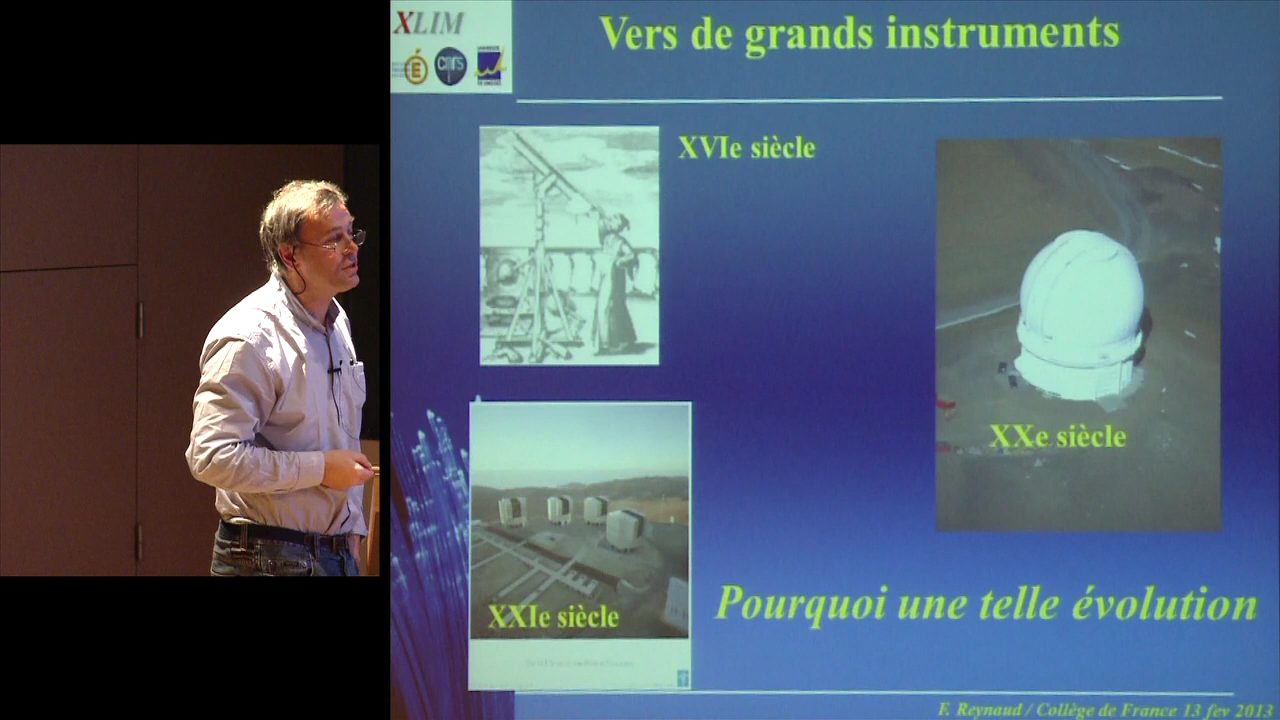 XLIM
Vers de grands instruments
cnrs
XVIe siècle
XXe siècle
XXIe siècle
Pourquoi une telle évolution
F. Reynaud / Collège de France 13 fev 2013